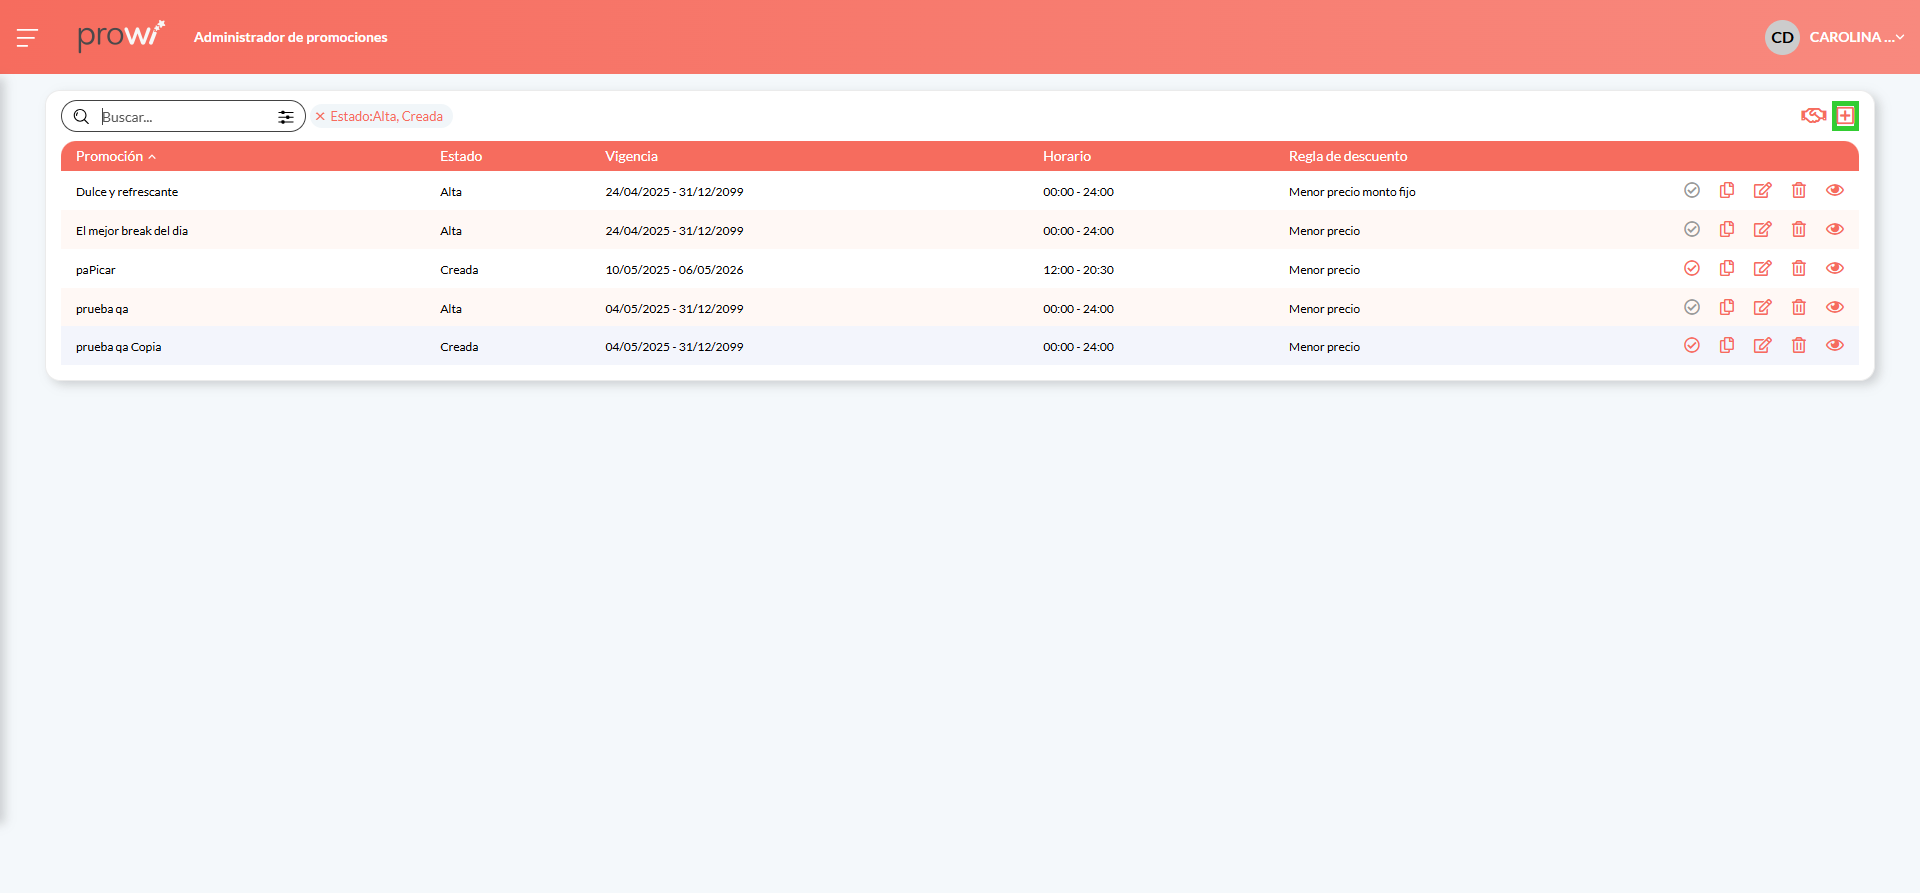 prowi Administrador de promociones CD CAROLINA ...
Buscar... Estado:Alta, Creada
Promoción Estado Vigencia Horario Regla de descuento
Dulce y refrescante Alta 24/04/2025 - 31/12/2099 00:00 - 24:00 Menor precio monto fijo
El mejor break del dia Alta 24/04/2025 - 31/12/2099 00:00 - 24:00 Menor precio
paPicar Creada 10/05/2025 - 06/05/2026 12:00 - 20:30 Menor precio
prueba qa Alta 04/05/2025 - 31/12/2099 00:00 - 24:00 Menor precio
prueba qa Copia Creada 04/05/2025 - 31/12/2099 00:00 - 24:00 Menor precio